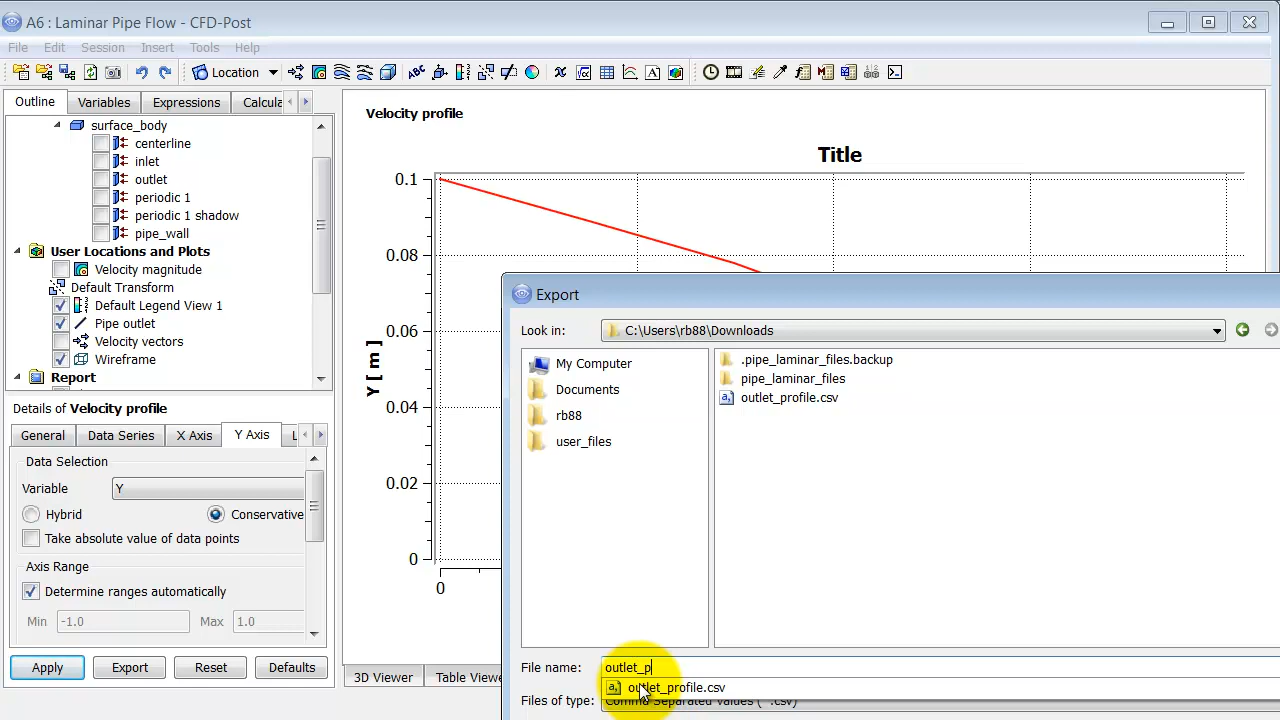 A6 : Laminar Pipe Flow - CFD-Post
File Edit Session Insert Tools Help
Location
Outline Variables Expressions Calcula
surface_body
centerline
inlet
outlet
periodic 1
periodic 1 shadow
pipe_wall
User Locations and Plots
Velocity magnitude
Default Transform
Default Legend View 1
Pipe outlet
Velocity vectors
Wireframe
Report
Details of Velocity profile
General Data Series X Axis Y Axis L
Data Selection
Variable Y
Hybrid Conservative
Take absolute value of data points
Axis Range
Determine ranges automatically
Min -1.0 Max 1.0
Apply Export Reset Defaults
Velocity profile
Title
0.1
0.08
0.06
0.04
0.02
0
Y [ m ]
0
3D Viewer Table View
Export
Look in: C:\Users\rb88\Downloads
My Computer
Documents
rb88
user_files
.pipe_laminar_files.backup
pipe_laminar_files
outlet_profile.csv
File name: outlet_p
outlet_profile.csv
Files of type: Comma Separated Values ( .csv)